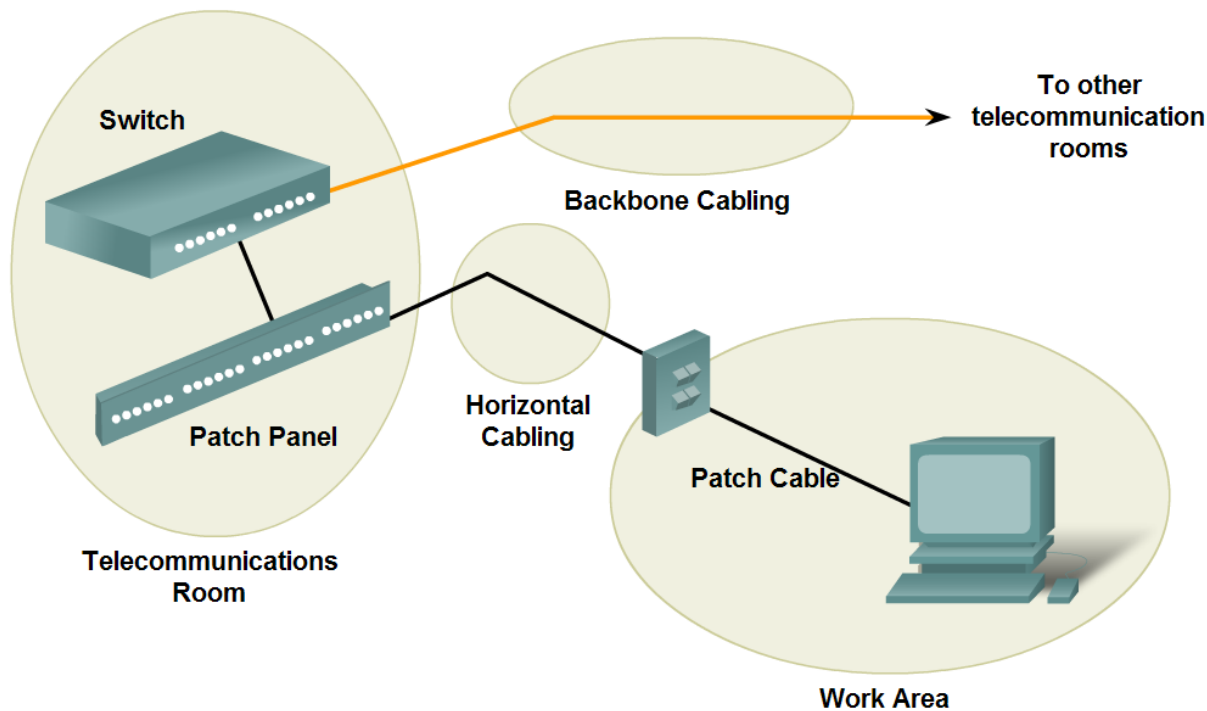 Switch
To other
telecommunication
rooms
Backbone Cabling
Horizontal
Cabling
Patch Panel
Patch Cable
Telecommunications
Room
Work Area